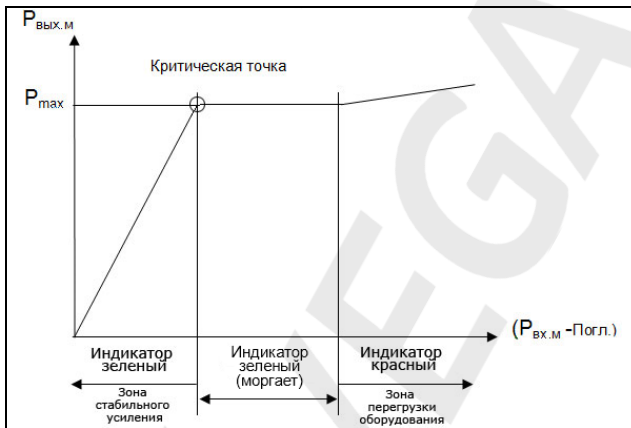 Pвых.м
Критическая точка
Pmax
(Pвх.м -Погл.)
Индикатор
зеленый
Индикатор
зеленый
(моргает)
Индикатор
красный
Зона
стабильного
усиления
Зона
перегрузки
оборудования
VEGA